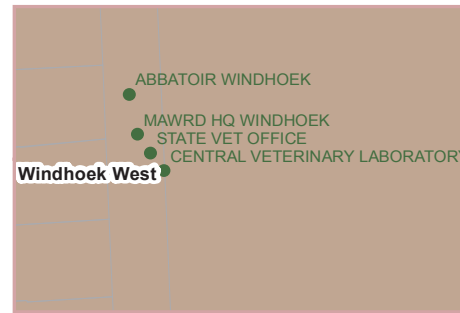 ABBATOIR WINDHOEK
MAWRD HQ WINDHOEK
STATE VET OFFICE
CENTRAL VETERINARY LABORATORY
Windhoek West